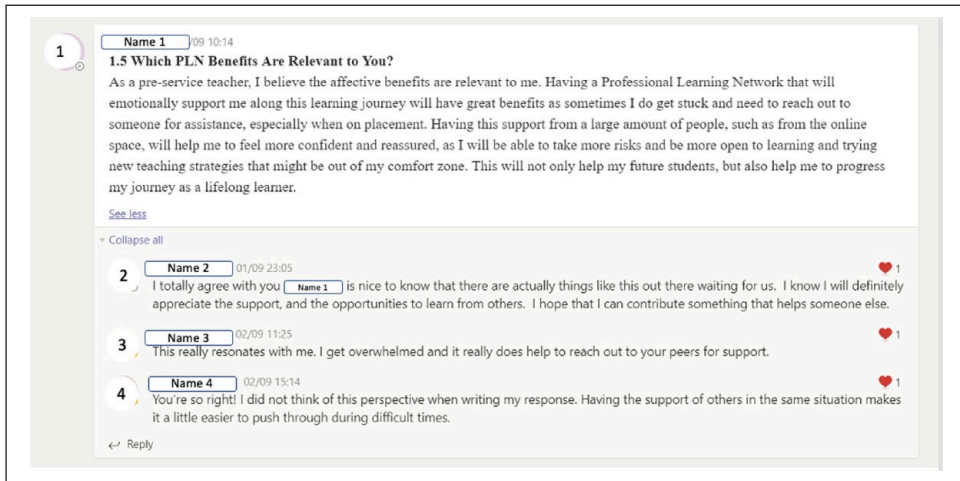 1
Name 1 /09 10:14
1.5 Which PLN Benefits Are Relevant to You?
As a pre-service teacher, I believe the affective benefits are relevant to me. Having a Professional Learning Network that will
emotionally support me along this learning journey will have great benefits as sometimes I do get stuck and need to reach out to
someone for assistance, especially when on placement. Having this support from a large amount of people, such as from the online
space, will help me to feel more confident and reassured, as I will be able to take more risks and be more open to learning and trying
new teaching strategies that might be out of my comfort zone. This will not only help my future students, but also help me to progress
my journey as a lifelong learner.
See less
Collapse all
2
Name 2 01/09 23:05
1
I totally agree with you Name 1 is nice to know that there are actually things like this out there waiting for us. I know I will definitely
appreciate the support, and the opportunities to learn from others. I hope that I can contribute something that helps someone else.
3
Name 3 02/09 11:25
1
This really resonates with me. I get overwhelmed and it really does help to reach out to your peers for support.
4
Name 4 02/09 15:14
1
You're so right! I did not think of this perspective when writing my response. Having the support of others in the same situation makes
it a little easier to push through during difficult times.
Reply